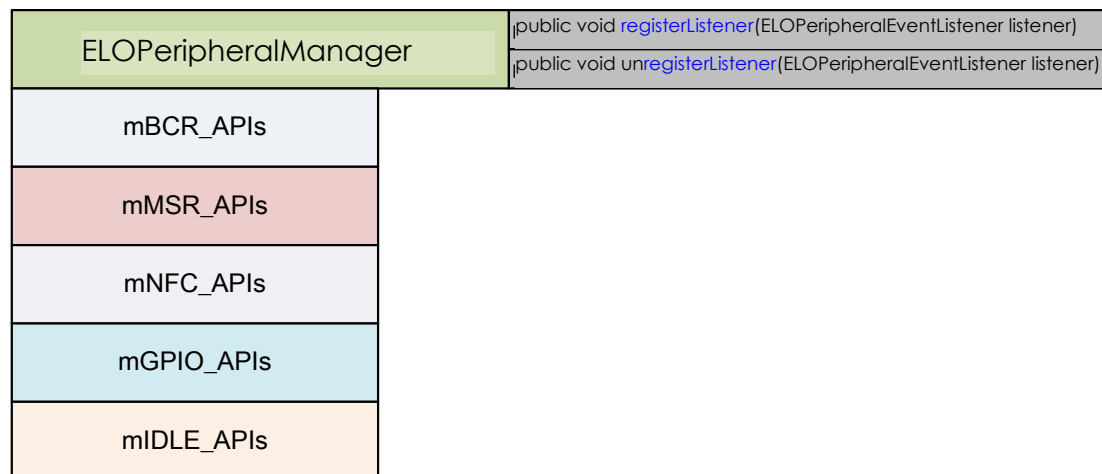 ELOPeripheralManager
public void registerListener(ELOPeripheralEventListener listener)
public void unregisterListener(ELOPeripheralEventListener listener)
mBCR_APIs
mMSR_APIs
mNFC_APIs
mGPIO_APIs
mIDLE_APIs